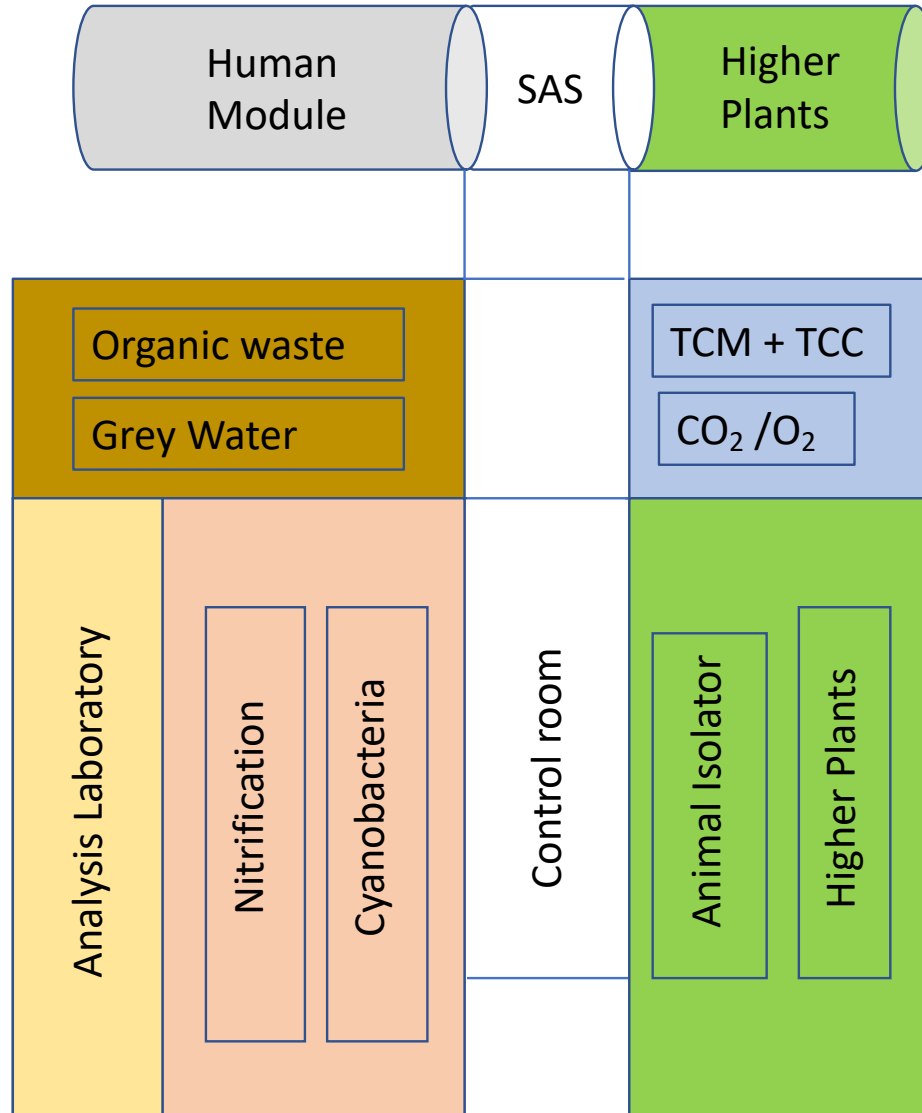 Human
Module
SAS
Higher
Plants
Organic waste
Grey Water
TCM + TCC
CO₂ /O₂
Analysis Laboratory
Nitrification
Cyanobacteria
Control room
Animal Isolator
Higher Plants